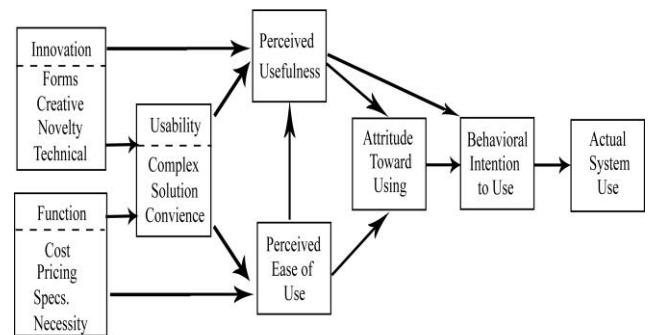 Innovation
Forms
Creative
Novelty
Technical
Function
Cost
Pricing
Specs.
Necessity
Usability
Complex
Solution
Convience
Perceived
Usefulness
Perceived
Ease of
Use
Attritude
Toward
Using
Behavioral
Intention
to Use
Actual
System
Use